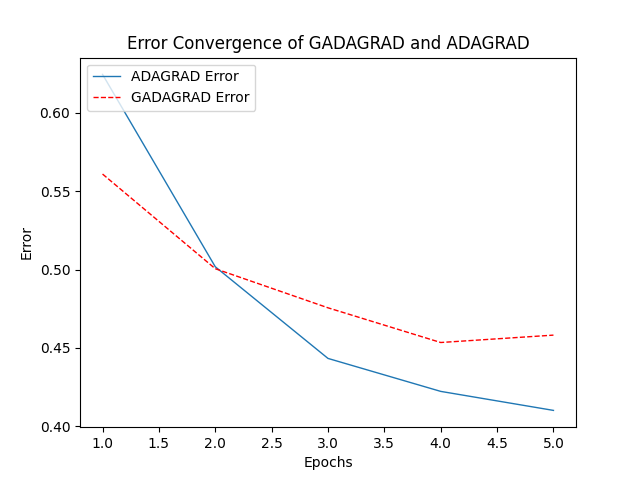 Error Convergence of GADAGRAD and ADAGRAD
ADAGRAD Error
GADAGRAD Error
Error
0.60
0.55
0.50
0.45
0.40
1.0 1.5 2.0 2.5 3.0 3.5 4.0 4.5 5.0
Epochs